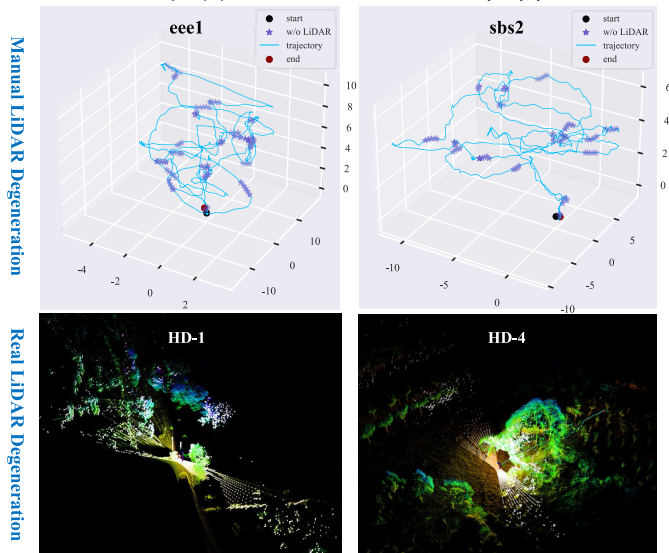 Manual LiDAR Degeneration
eee1
start
w/o LiDAR
trajectory
end
10
8
6
4
2
0
10
0
-10
-4
-2
0
2
sbs2
start
w/o LiDAR
trajectory
end
6
4
2
0
5
0
-5
-10
-10
-5
0
5
Real LiDAR Degeneration
HD-1
HD-4